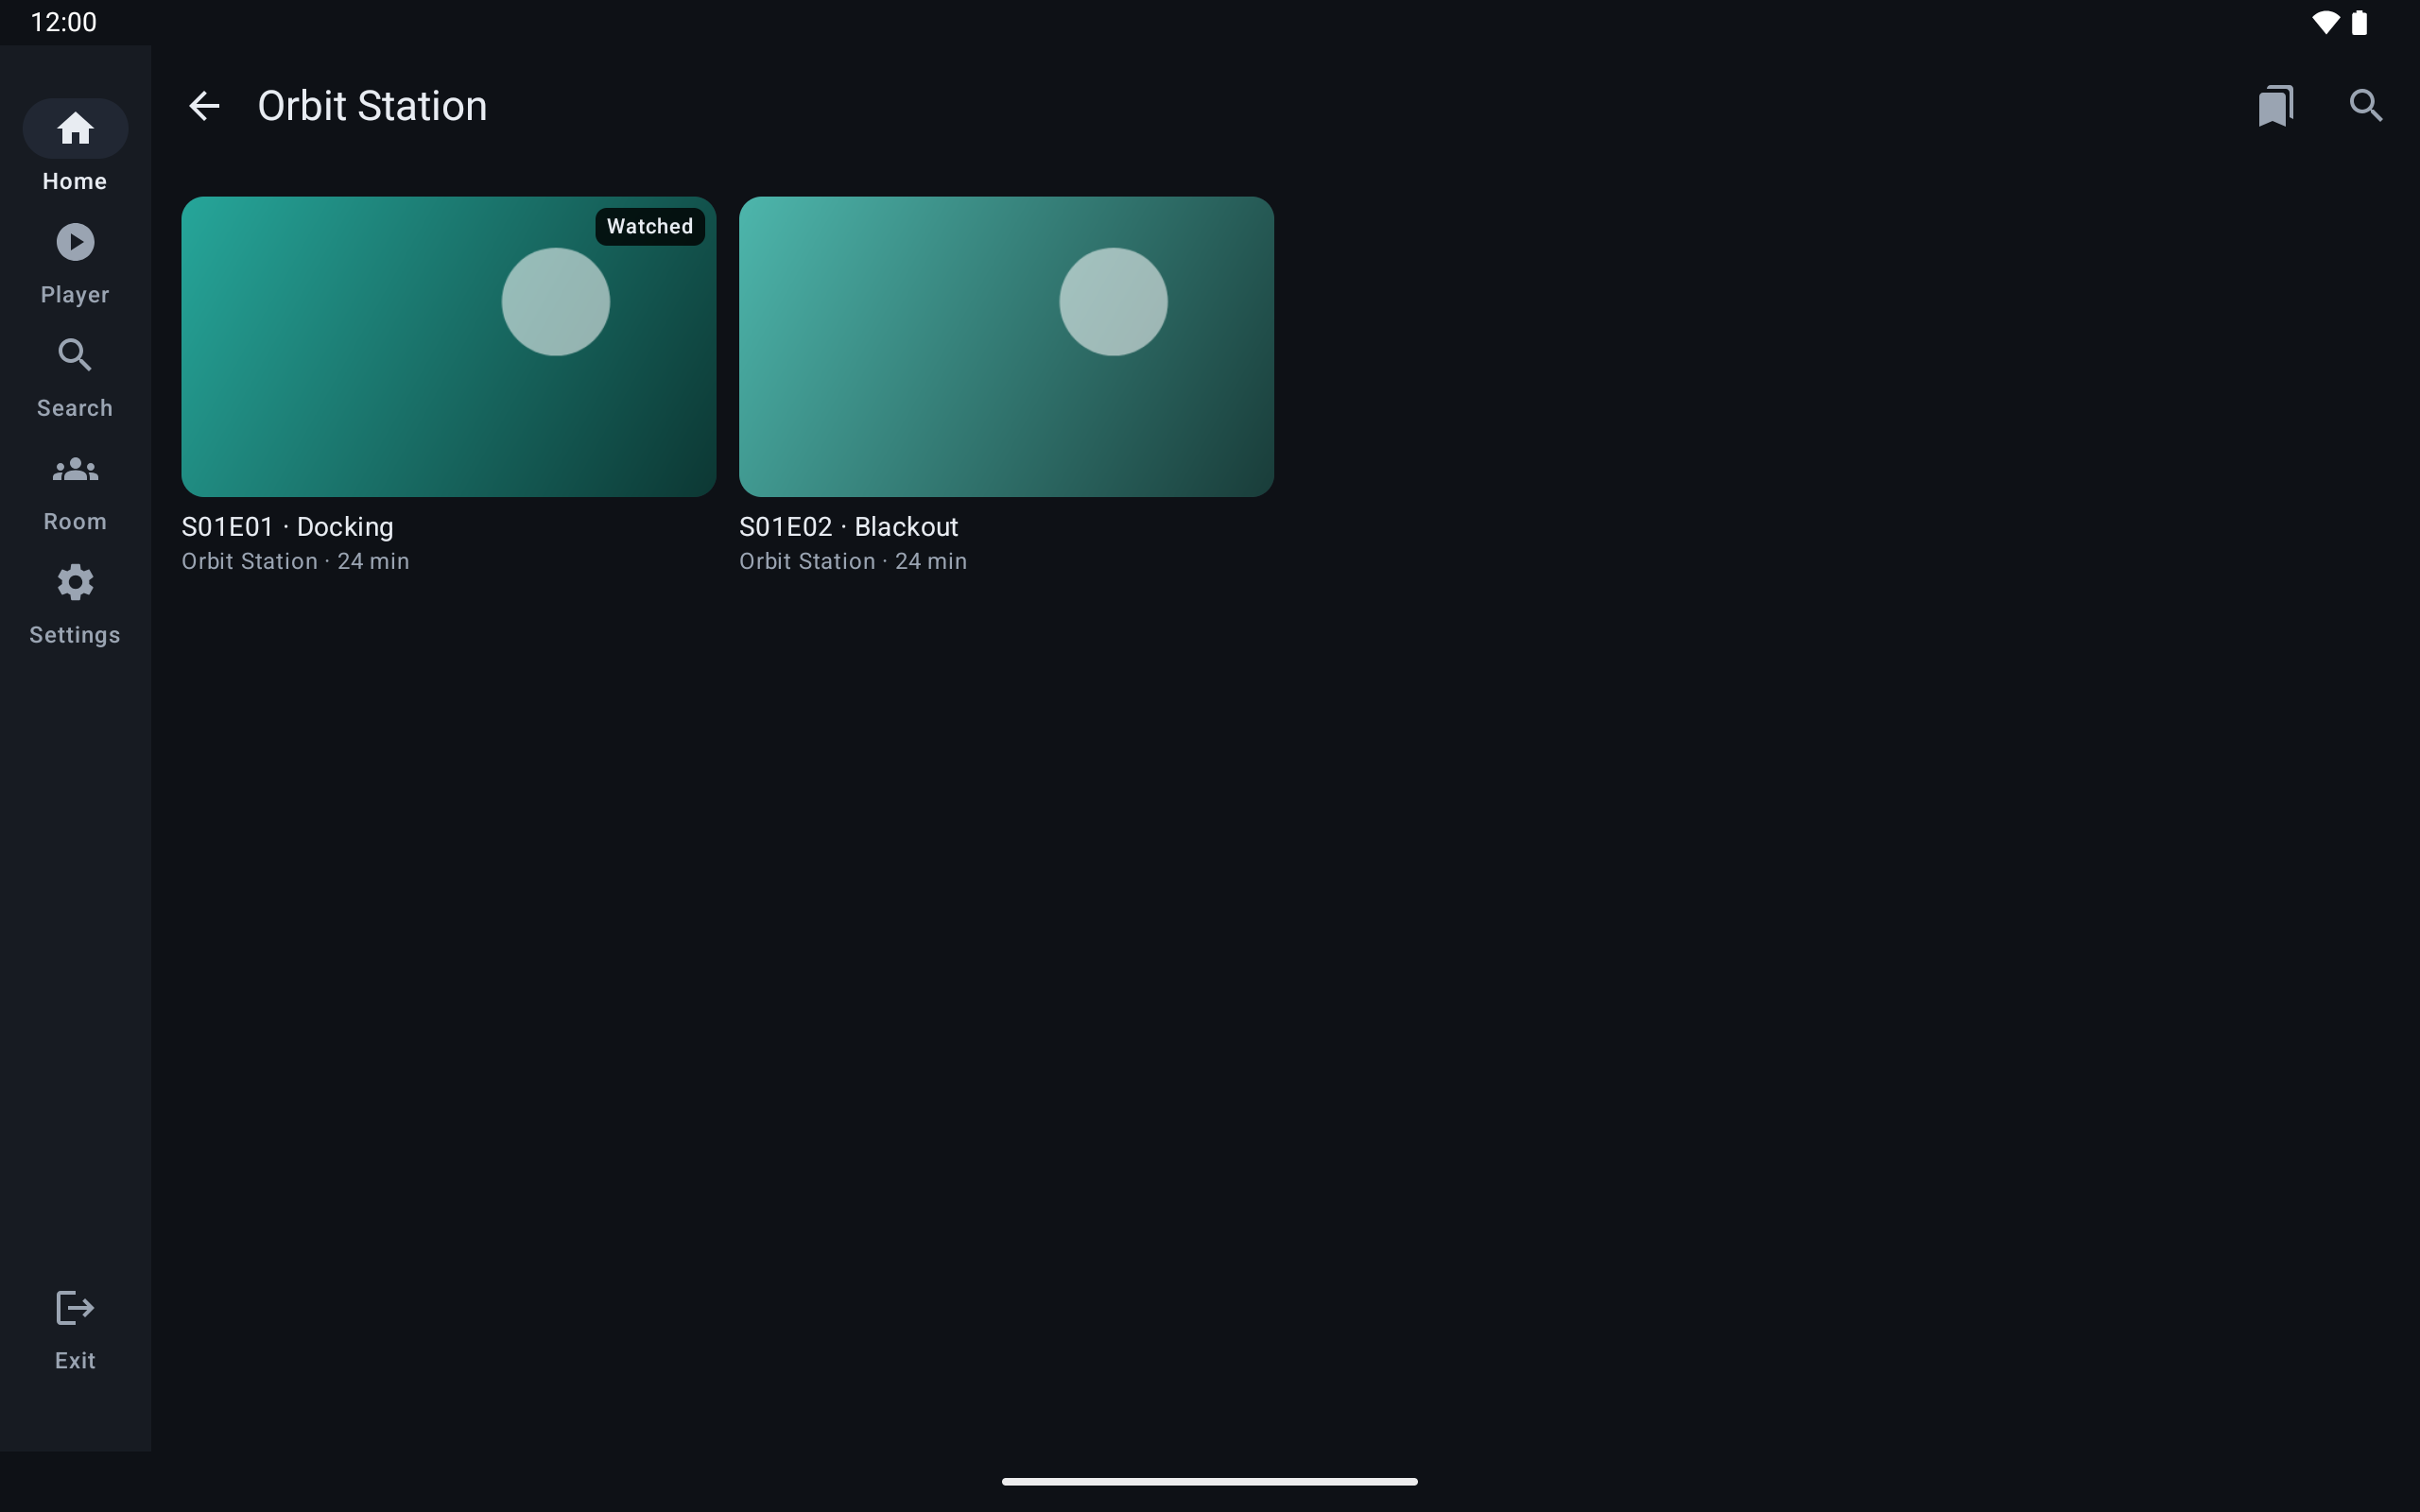 12:00
Orbit Station
Home
Player
Search
Room
Settings
Exit
Watched
S01E01 · Docking
Orbit Station · 24 min
S01E02 · Blackout
Orbit Station · 24 min